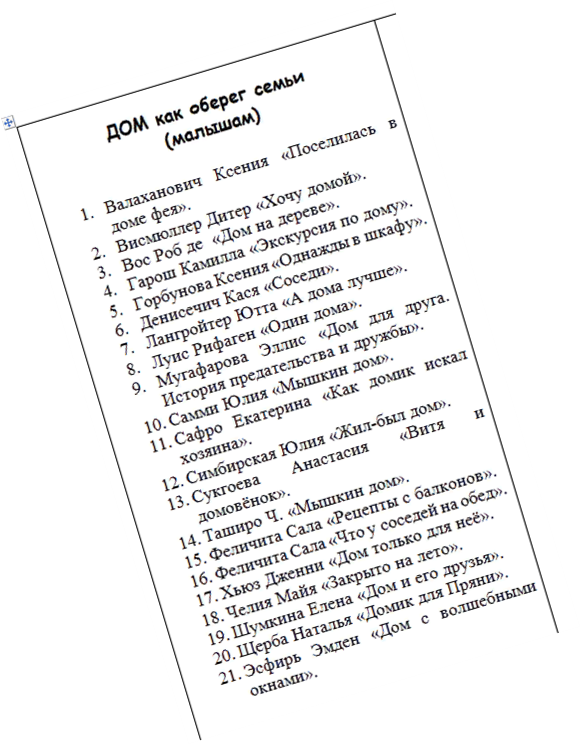 ДОМ как оберег семьи
(малышам)
1. Валаханович Ксения «Поселилась в
доме фея».
2. Висмюллер Дитер «Хочу домой».
3. Вос Роб де «Дом на дереве».
4. Гарош Камилла «Экскурсия по дому».
5. Горбунова Ксения «Однажды в шкафу».
6. Денисечич Кася «Соседи».
7. Лангройтер Ютта «А дома лучше».
8. Луис Рифаген «Один дома».
9. Мугафарова Эллис «Дом для друга.
История предательства и дружбы».
10. Самми Юлия «Мышкин дом».
11. Сафро Екатерина «Как домик искал
хозяина».
12. Симбирская Юлия «Жил-был дом».
13. Сукгоева Анастасия «Витя и
домовёнок».
14. Таширо Ч. «Мышкин дом».
15. Феличита Сала «Рецепты с балконов».
16. Феличита Сала «Что у соседей на обед».
17. Хьюз Дженни «Дом только для неё».
18. Челия Майя «Закрыто на лето».
19. Шумкина Елена «Дом и его друзья».
20. Щерба Наталья «Домик для Пряни».
21. Эсфирь Эмден «Дом с волшебными
окнами».